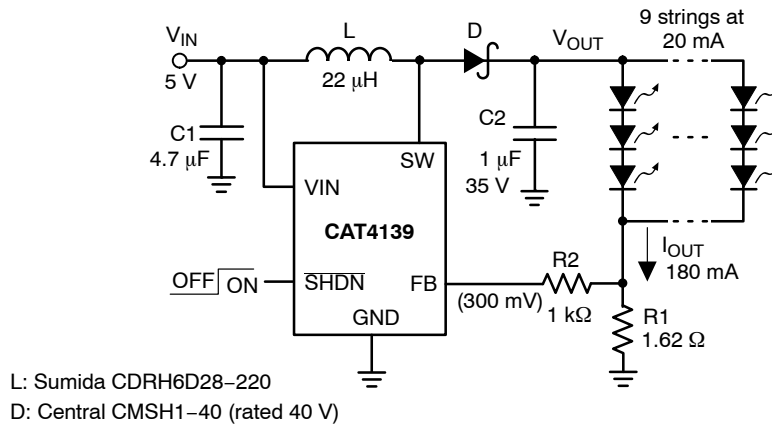 9 strings at
20 mA
V_IN
5 V
L
22 μH
D
V_OUT
C1
4.7 μF
C2
1 μF
35 V
SW
VIN
CAT4139
OFF ON
SHDN
FB
(300 mV)
GND
R2
1 kΩ
I_OUT
180 mA
R1
1.62 Ω
L: Sumida CDRH6D28−220
D: Central CMSH1−40 (rated 40 V)